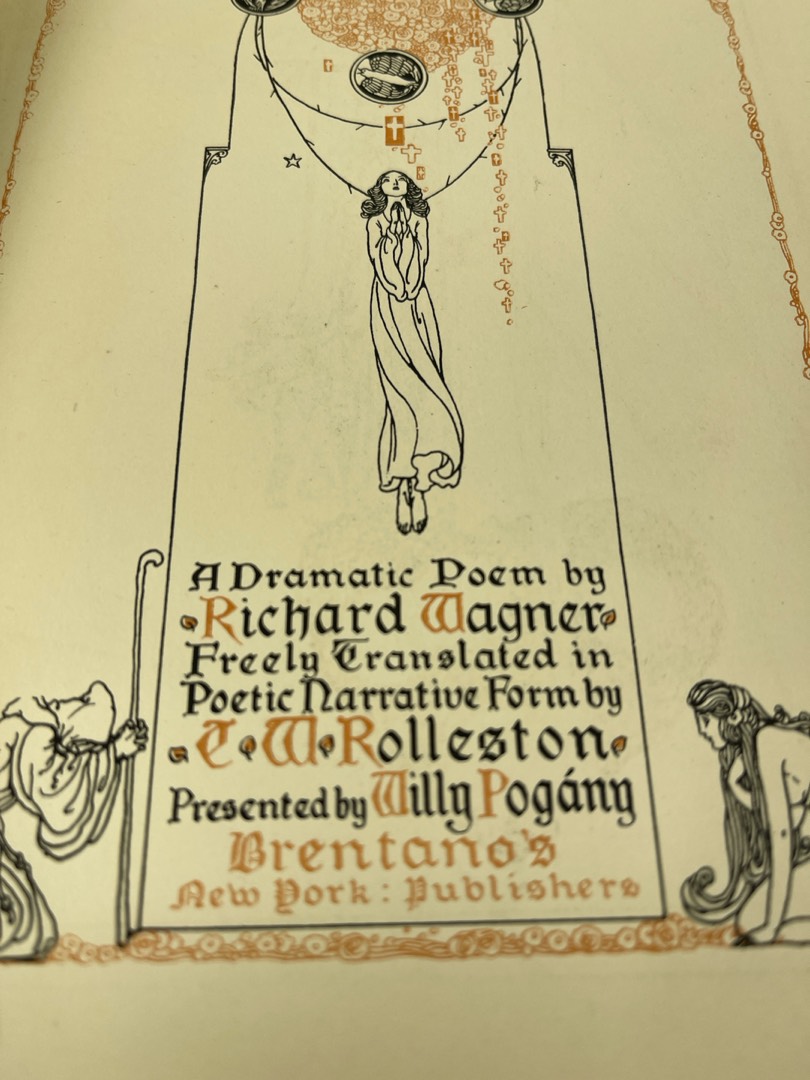 A Dramatic Poem by
Richard Wagner
Freely Translated in
Poetic Narrative Form by
T. W. Rolleston
Presented by Willy Pogány
Brentano's
New York: Publishers